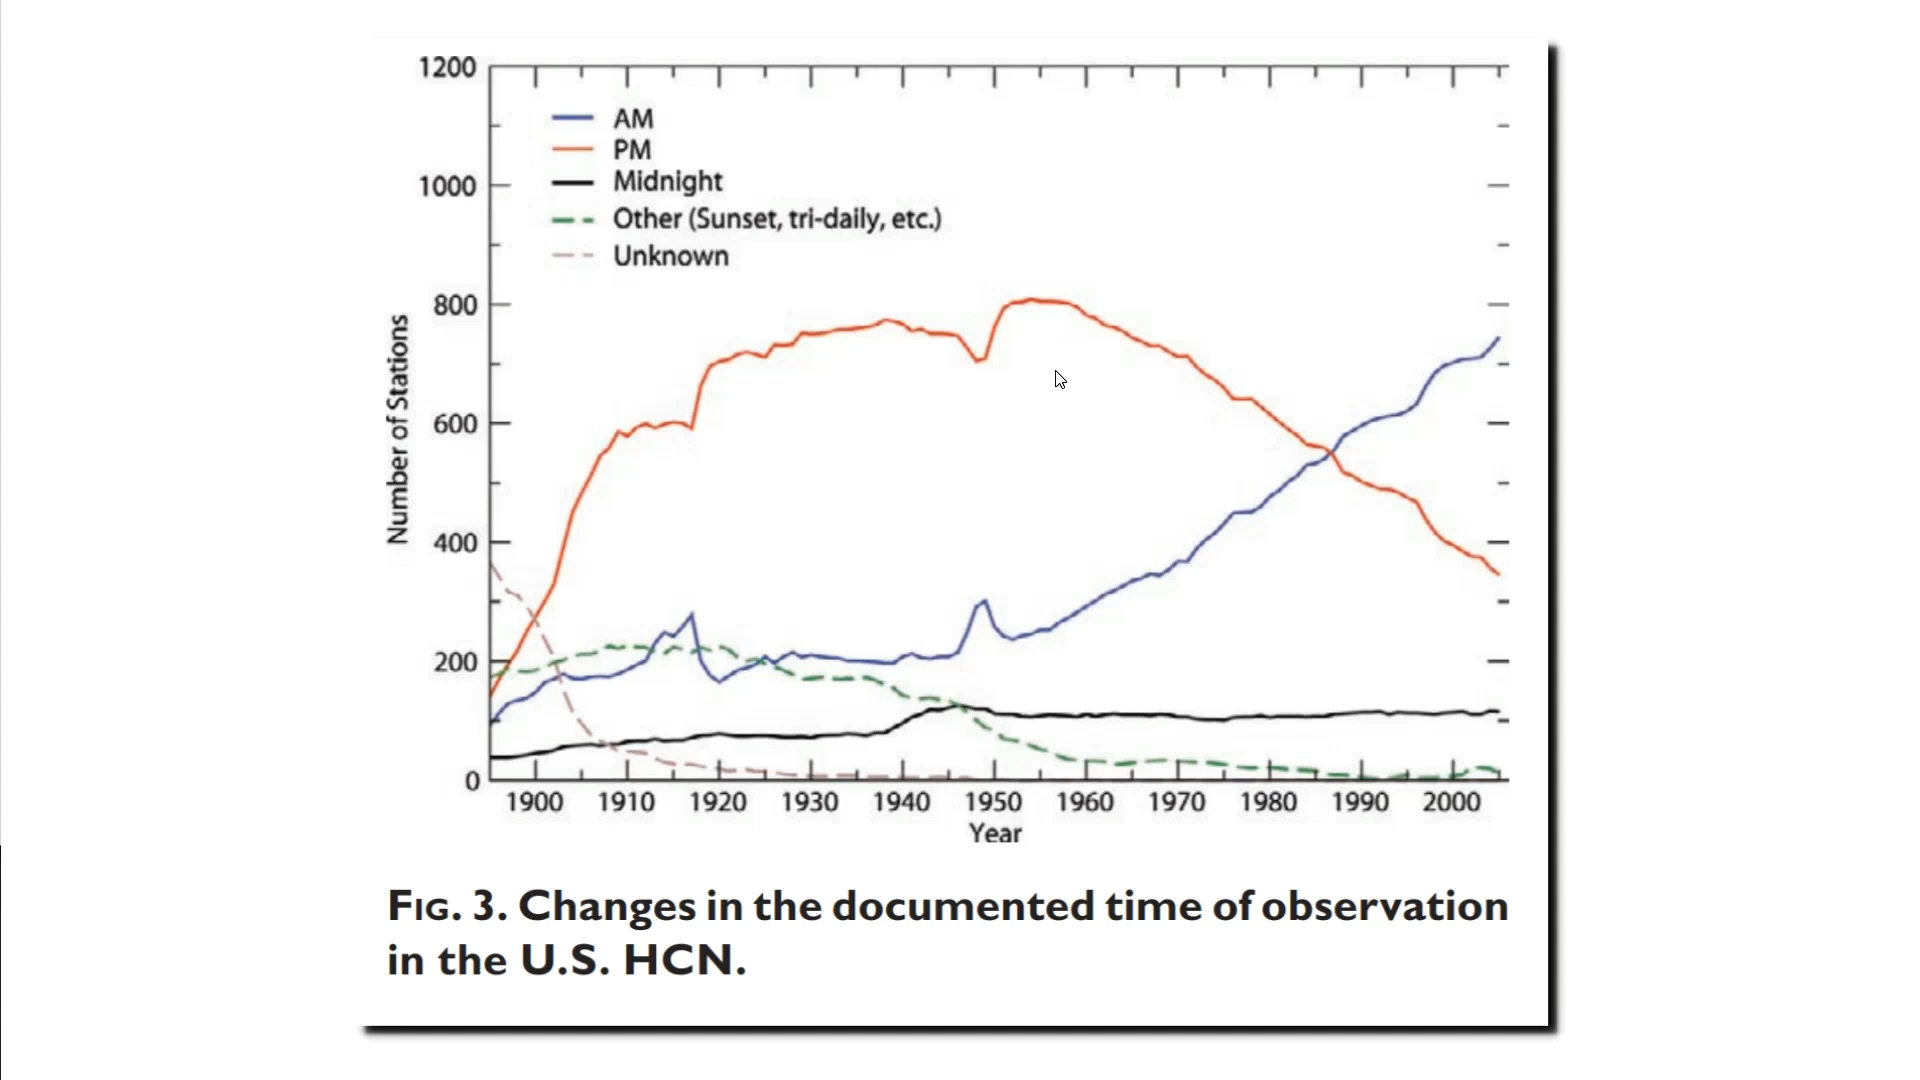 1200
1000
800
600
400
200
0
Number of Stations
AM
PM
Midnight
Other (Sunset, tri-daily, etc.)
Unknown
1900 1910 1920 1930 1940 1950 1960 1970 1980 1990 2000
Year
FIG. 3. Changes in the documented time of observation
in the U.S. HCN.